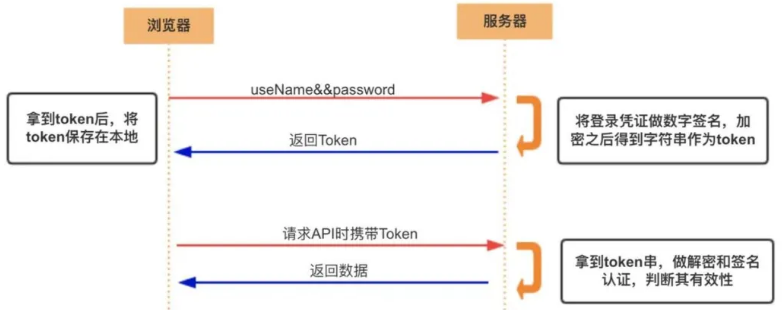 浏览器
服务器
useName&&password
拿到token后，将
token保存在本地
将登录凭证做数字签名，加
密之后得到字符串作为token
返回Token
请求API时携带Token
拿到token串，做解密和签名
认证，判断其有效性
返回数据